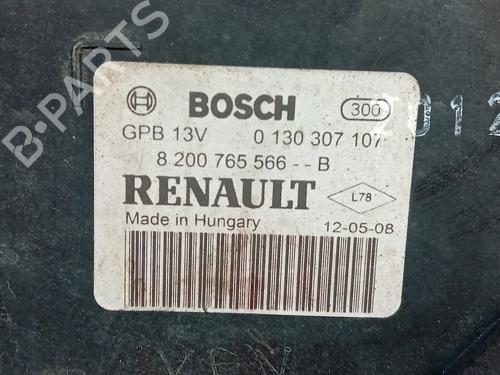 BOSCH 300
GPB 13V 0 130 307 107
8 200 765 566 - - B
RENAULT L78
Made in Hungary 12-05-08
B-PARTS